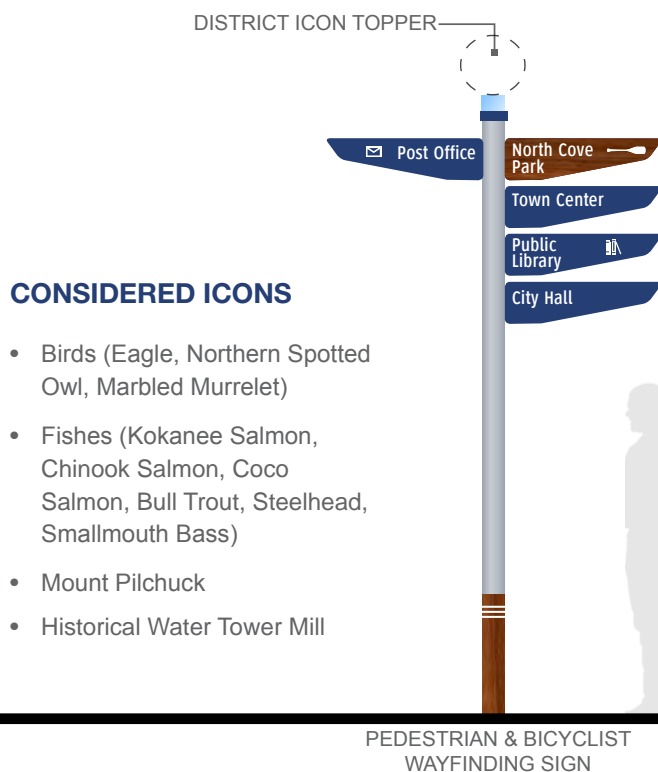 DISTRICT ICON TOPPER
Post Office
North Cove
Park
Town Center
Public
Library
City Hall
CONSIDERED ICONS
• Birds (Eagle, Northern Spotted
Owl, Marbled Murrelet)
• Fishes (Kokanee Salmon,
Chinook Salmon, Coco
Salmon, Bull Trout, Steelhead,
Smallmouth Bass)
• Mount Pilchuck
• Historical Water Tower Mill
PEDESTRIAN & BICYCLIST
WAYFINDING SIGN